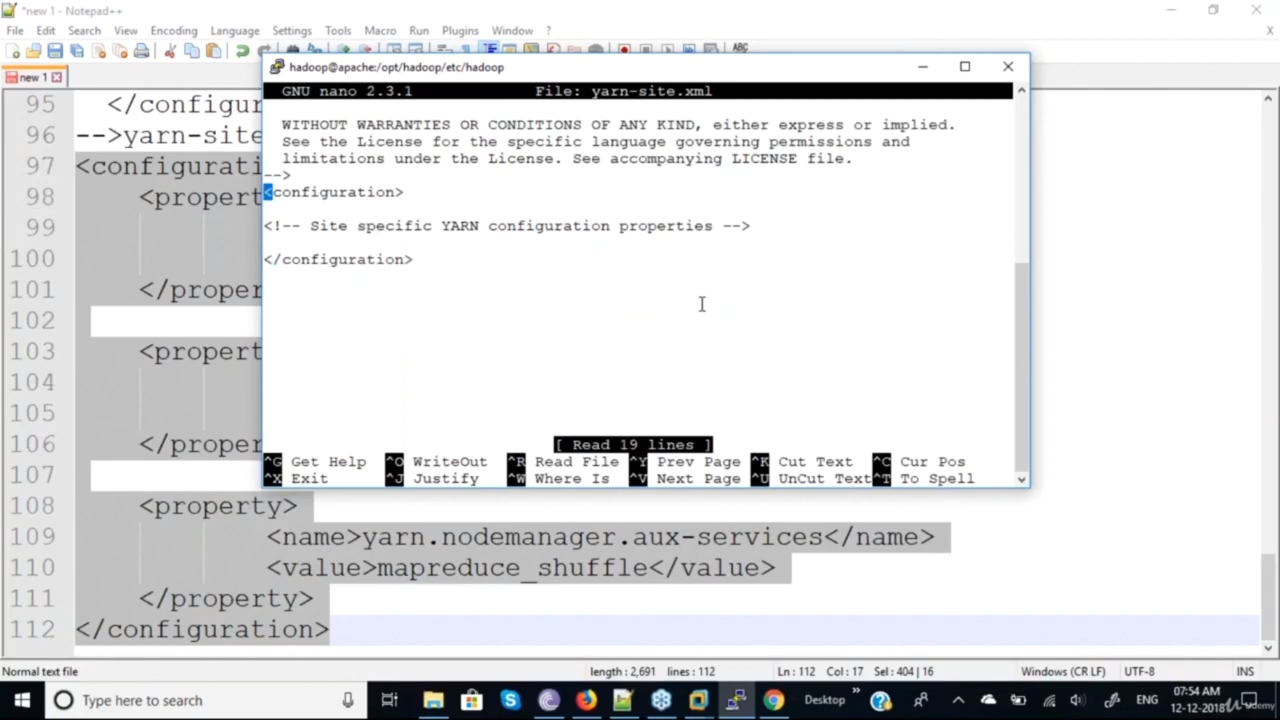 *new 1 - Notepad++
File Edit Search View Encoding Language Settings Tools Macro Run Plugins Window ?
X
ABC
new 1
hadoop@apache:/opt/hadoop/etc/hadoop
GNU nano 2.3.1 File: yarn-site.xml
WITHOUT WARRANTIES OR CONDITIONS OF ANY KIND, either express or implied.
See the License for the specific language governing permissions and
limitations under the License. See accompanying LICENSE file.
-->
<configuration>
<!-- Site specific YARN configuration properties -->
</configuration>
[ Read 19 lines ]
^G Get Help ^O WriteOut ^R Read File ^Y Prev Page ^K Cut Text ^C Cur Pos
^X Exit ^J Justify ^W Where Is ^V Next Page ^U UnCut Text ^T To Spell
95 </configur
96 -->yarn-site
97 <configurati
98 <propert
99
100
101 </proper
102
103 <propert
104
105
106 </proper
107
108 <property>
109 <name>yarn.nodemanager.aux-services</name>
110 <value>mapreduce_shuffle</value>
111 </property>
112 </configuration>
Normal text file length : 2,691 lines : 112 Ln : 112 Col : 17 Sel : 404 | 16 Windows (CR LF) UTF-8 INS
Type here to search Desktop ENG 07:54 AM
12-12-2018
Udemy